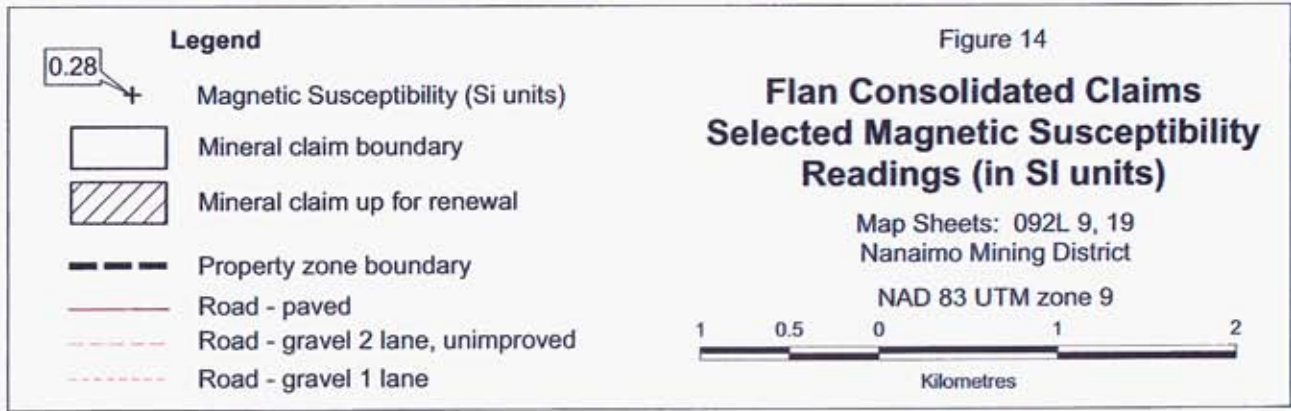 Legend
0.28
Magnetic Susceptibility (Si units)
Mineral claim boundary
Mineral claim up for renewal
Property zone boundary
Road - paved
Road - gravel 2 lane, unimproved
Road - gravel 1 lane
Figure 14
Flan Consolidated Claims
Selected Magnetic Susceptibility
Readings (in SI units)
Map Sheets: 092L 9, 19
Nanaimo Mining District
NAD 83 UTM zone 9
1 0.5 0 1 2
Kilometres